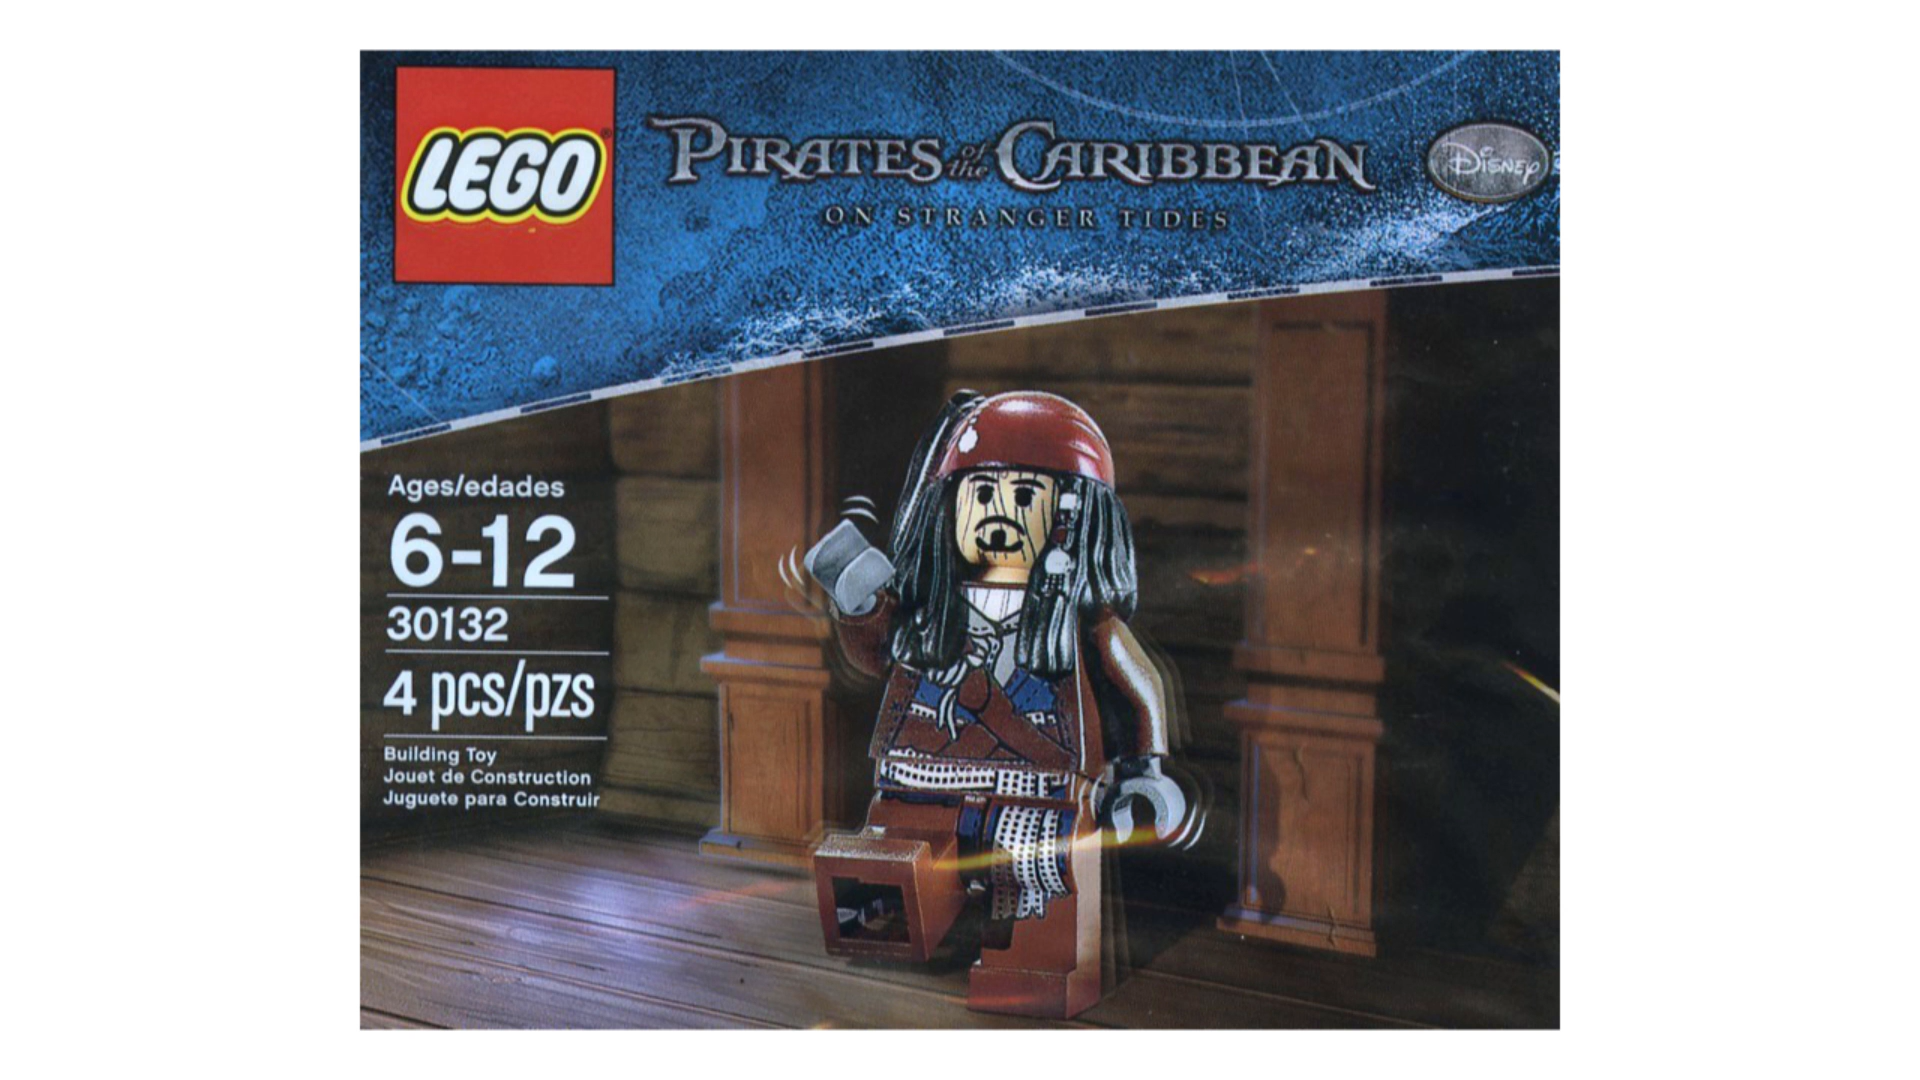 LEGO
PIRATES of the CARIBBEAN
ON STRANGER TIDES
DISNEY
Ages/edades
6-12
30132
4 pcs/pzs
Building Toy
Jouet de Construction
Juguete para Construir